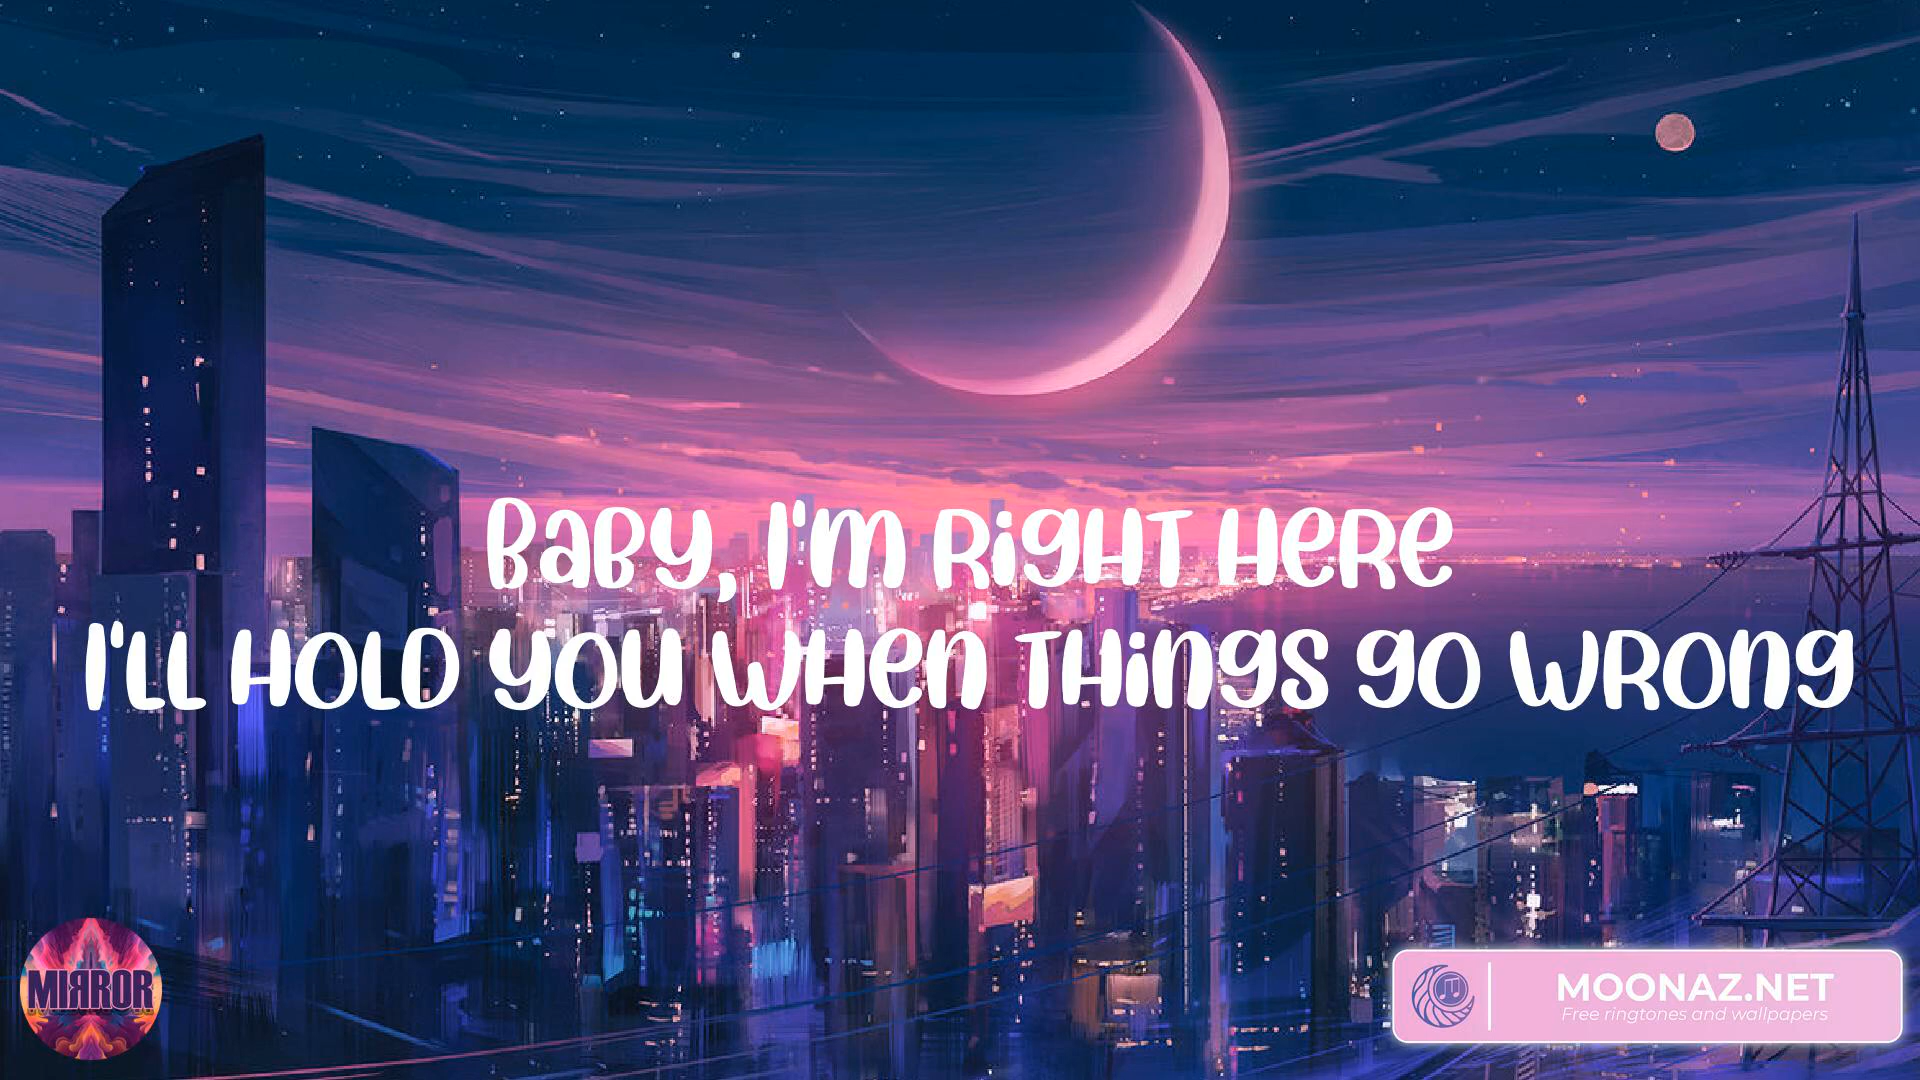 Baby, I'm right here
I'll hold you when things go wrong
MIRROR
MOONAZ.NET
Free ringtones and wallpapers